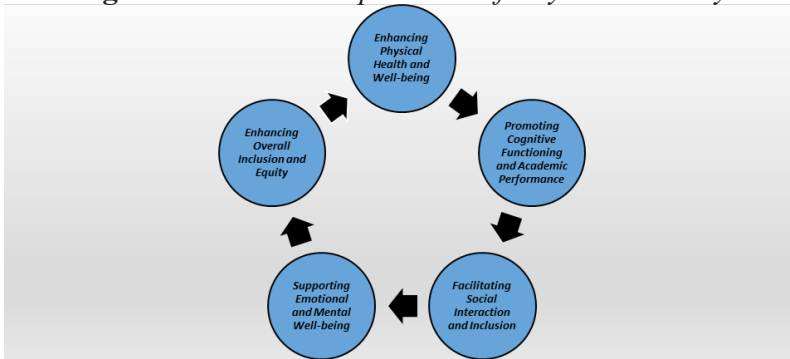 Enhancing
Physical
Health and
Well-being
Promoting
Cognitive
Functioning
and Academic
Performance
Facilitating
Social
Interaction
and Inclusion
Supporting
Emotional
and Mental
Well-being
Enhancing
Overall
Inclusion and
Equity